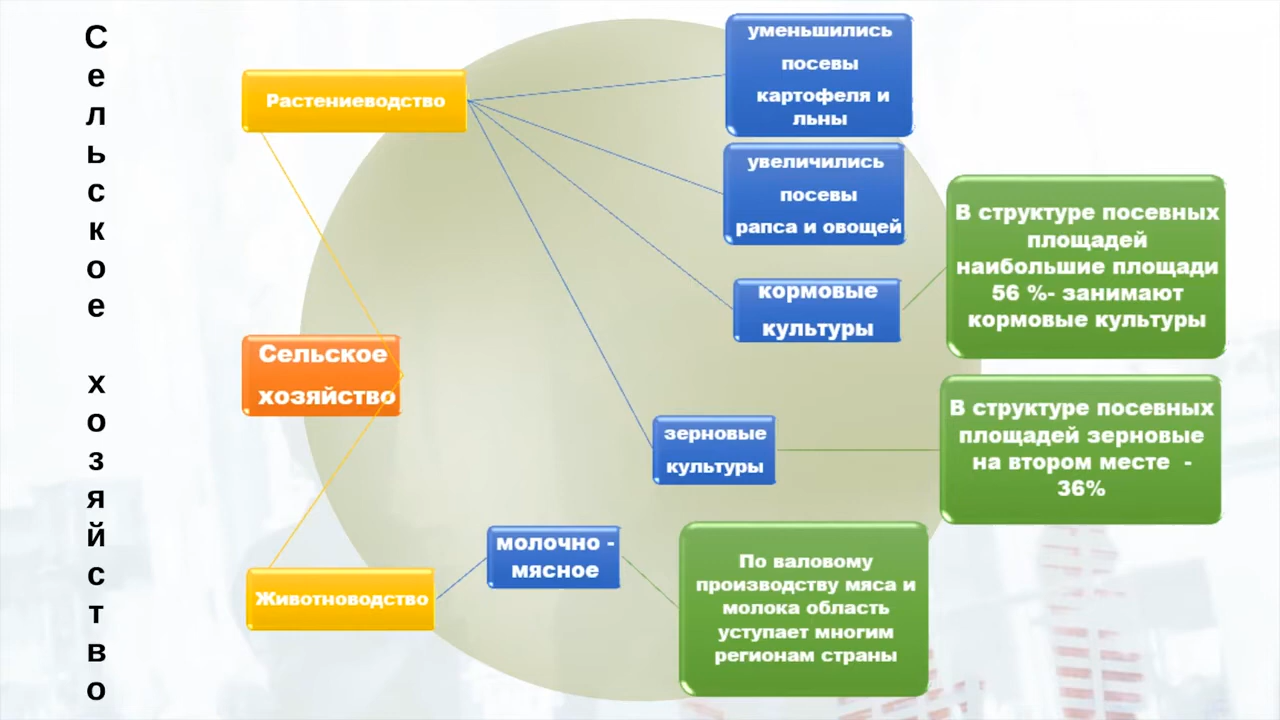 Сельское хозяйство
Растениеводство
уменьшились
посевы
картофеля и
льны
увеличились
посевы
рапса и овощей
кормовые
культуры
В структуре посевных
площадей
наибольшие площади
56 %- занимают
кормовые культуры
Сельское
хозяйство
зерновые
культуры
В структуре посевных
площадей зерновые
на втором месте -
36%
Животноводство
молочно -
мясное
По валовому
производству мяса и
молока область
уступает многим
регионам страны